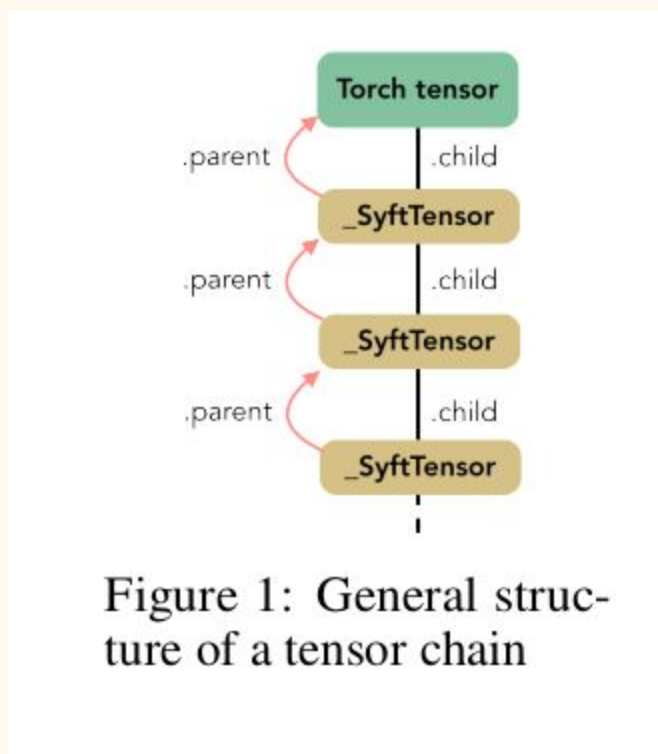 Torch tensor
.parent .child
_SyftTensor
.parent .child
_SyftTensor
.parent .child
_SyftTensor
Figure 1: General struc-
ture of a tensor chain